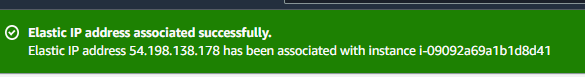 Elastic IP address associated successfully.
Elastic IP address 54.198.138.178 has been associated with instance i-09092a69a1b1d8d41